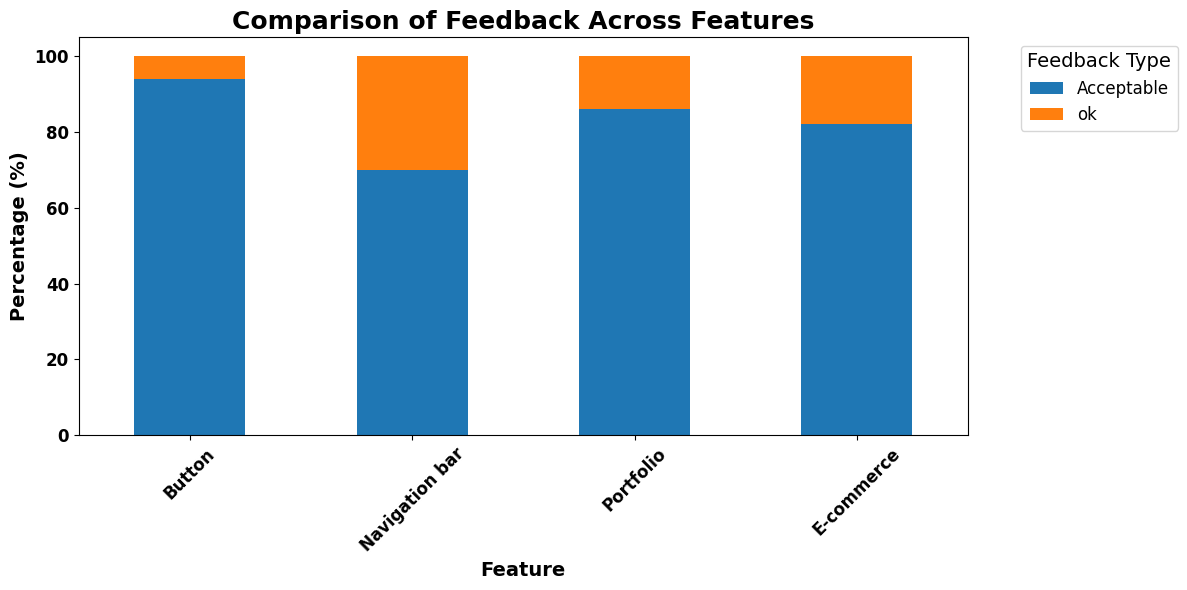 Comparison of Feedback Across Features
Percentage (%)
100
80
60
40
20
0
Button
Navigation bar
Portfolio
E-commerce
Feature
Feedback Type
Acceptable
ok